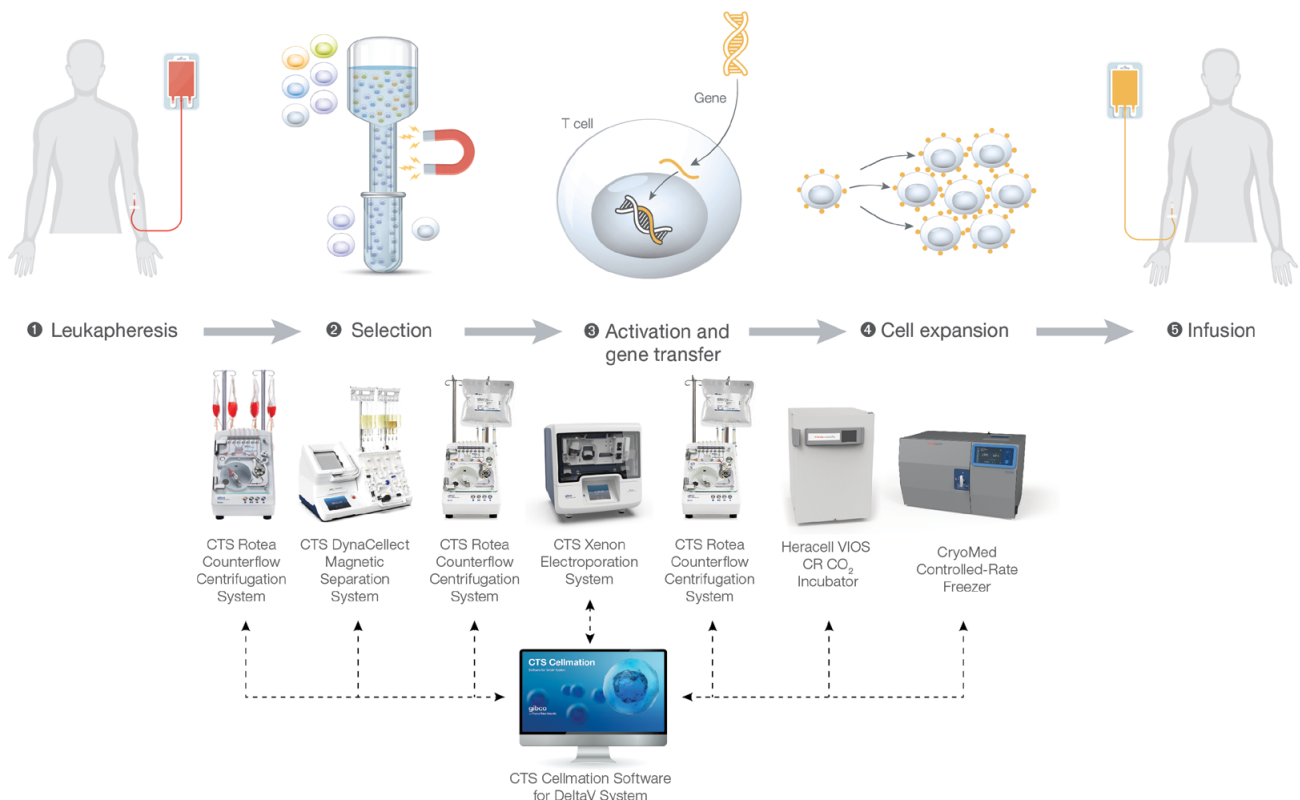 Gene
T cell
❶ Leukapheresis
❷ Selection
❸ Activation and
gene transfer
❹ Cell expansion
❺ Infusion
CTS Rotea
Counterflow
Centrifugation
System
CTS DynaCellect
Magnetic
Separation
System
CTS Rotea
Counterflow
Centrifugation
System
CTS Xenon
Electroporation
System
CTS Rotea
Counterflow
Centrifugation
System
Heracell VIOS
CR CO₂
Incubator
CryoMed
Controlled-Rate
Freezer
CTS Cellmation
gibco
CTS Cellmation Software
for DeltaV System